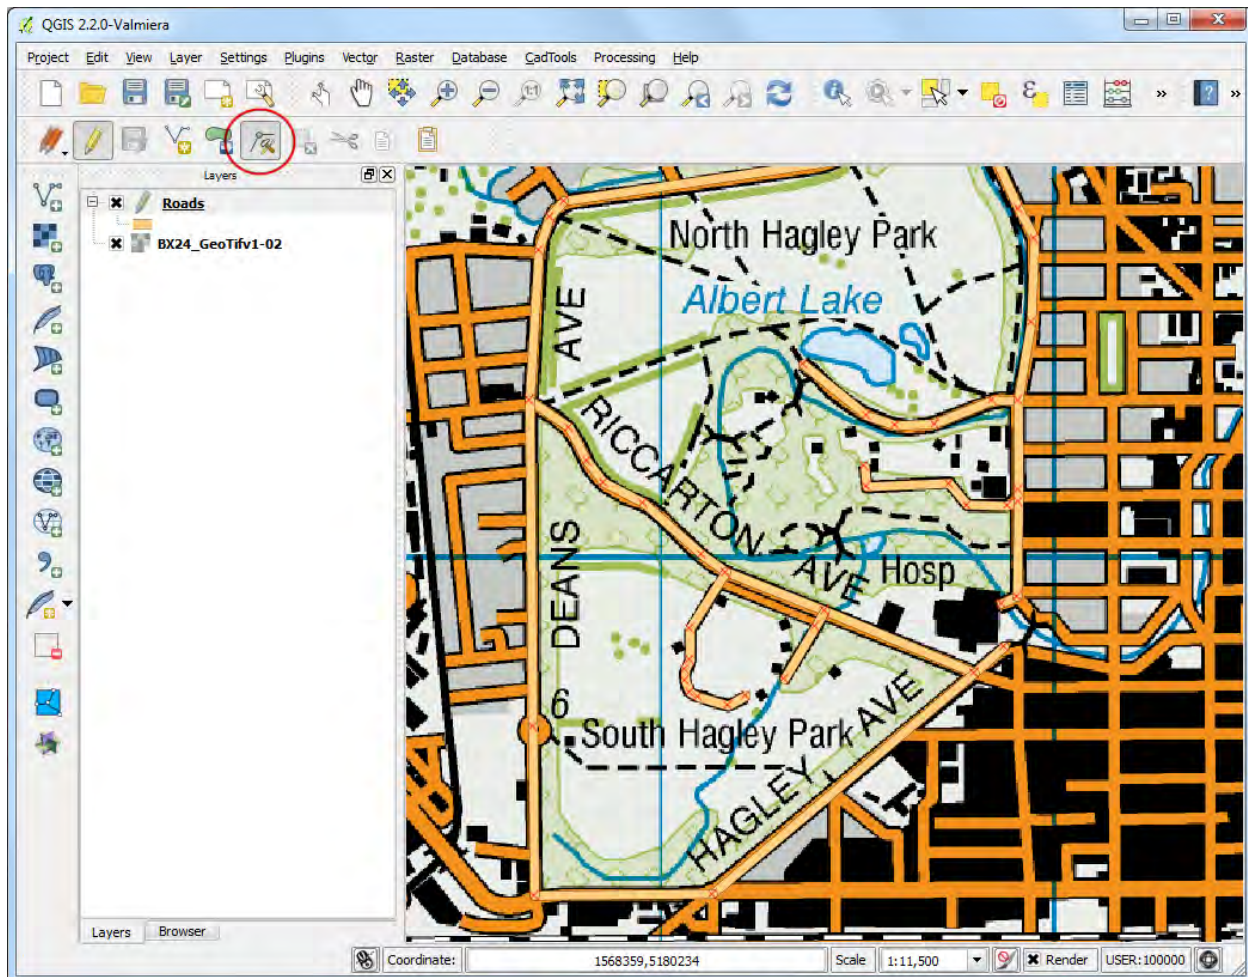 QGIS 2.2.0-Valmiera
Project Edit View Layer Settings Plugins Vector Raster Database CadTools Processing Help
1:1
ε
»
?
»
Layers
Roads
BX24_GeoTifv1-02
North Hagley Park
Albert Lake
AVE
RICCARTON
AVE
Hosp
DEANS
6
South Hagley Park
HAGLEY AVE
Layers Browser
Coordinate: 1568359,5180234 Scale 1:11,500 Render USER:100000